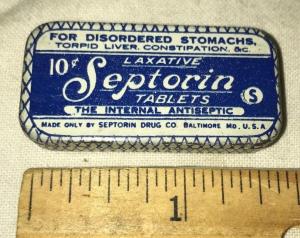 FOR DISORDERED STOMACHS,
TORPID LIVER, CONSTIPATION, &C.
LAXATIVE
10¢ Septorin
TABLETS S
THE INTERNAL ANTISEPTIC
MADE ONLY BY SEPTORIN DRUG CO. BALTIMORE MD., U.S.A
1